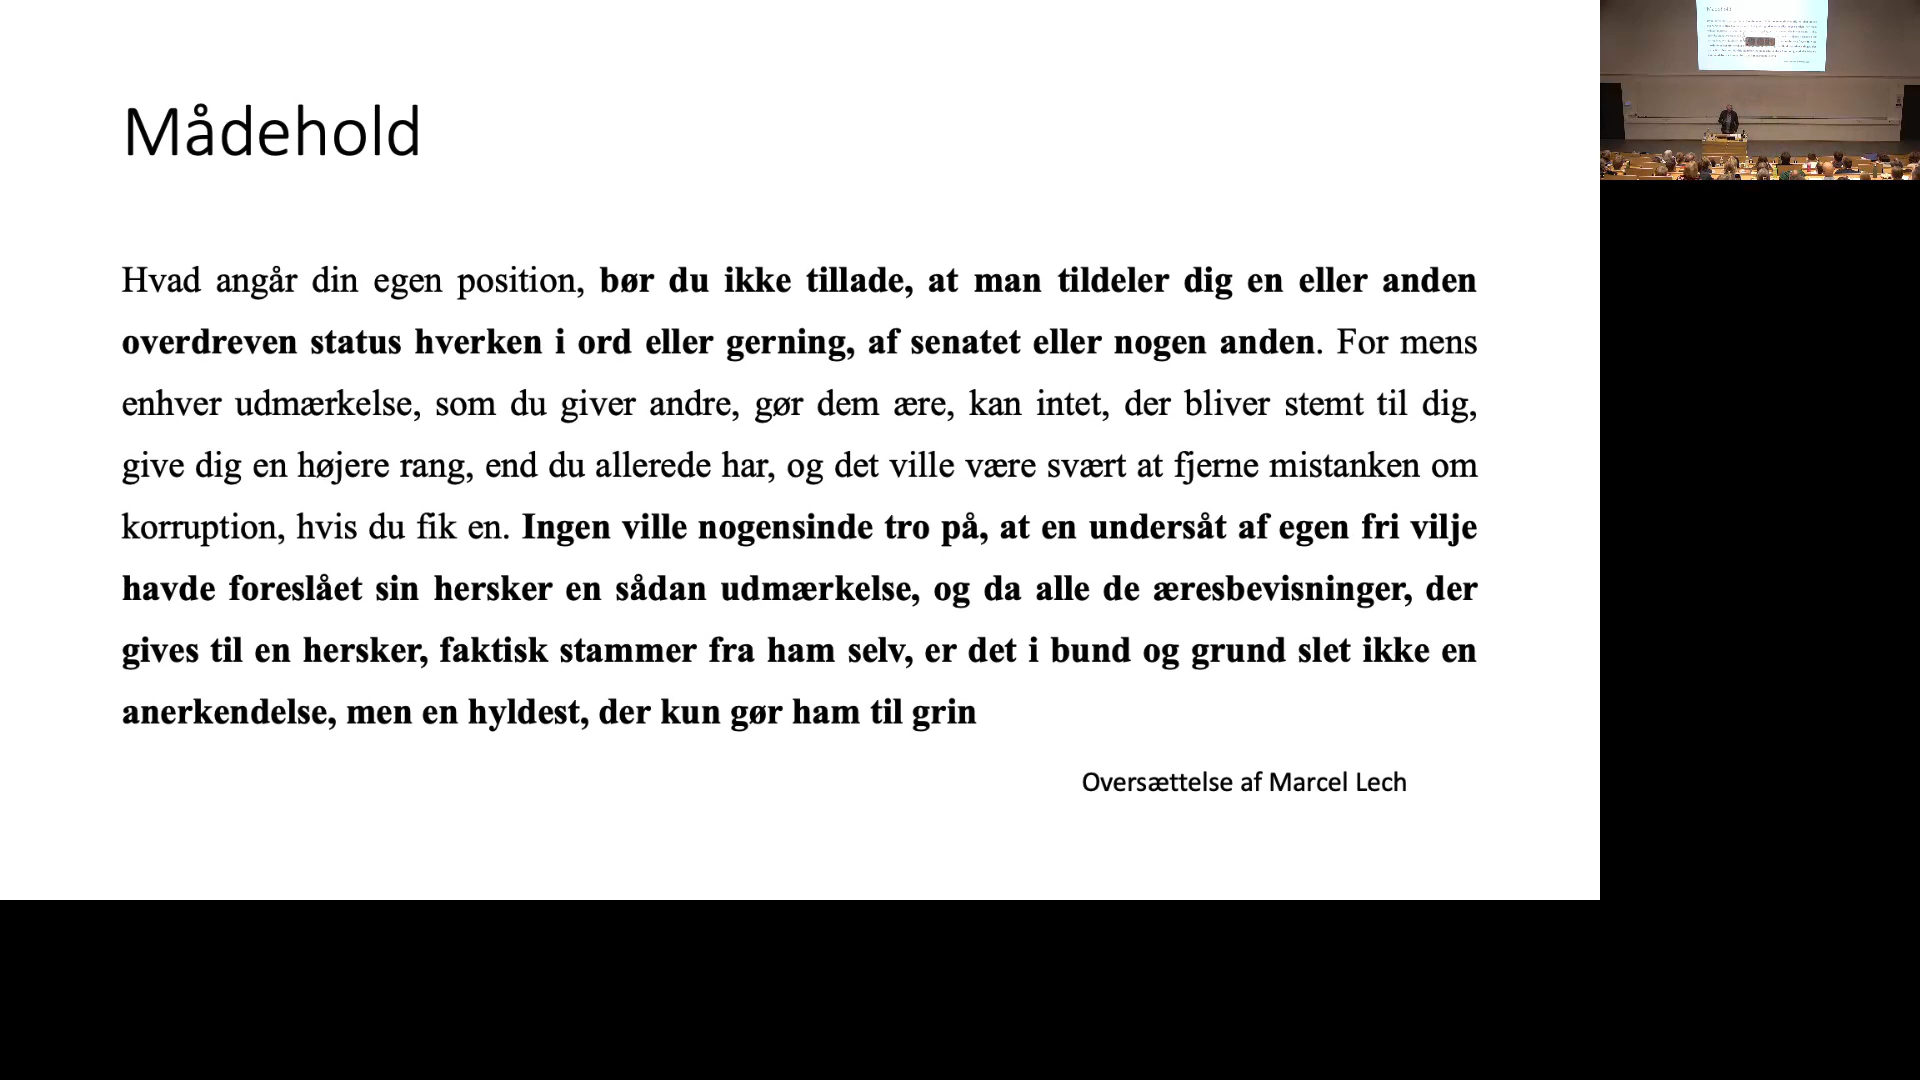 Mådehold
Hvad angår din egen position, bør du ikke tillade, at man tildeler dig en eller anden
overdreven status hverken i ord eller gerning, af senatet eller nogen anden. For mens
enhver udmærkelse, som du giver andre, gør dem ære, kan intet, der bliver stemt til dig,
give dig en højere rang, end du allerede har, og det ville være svært at fjerne mistanken om
korruption, hvis du fik en. Ingen ville nogensinde tro på, at en undersåt af egen fri vilje
havde foreslået sin hersker en sådan udmærkelse, og da alle de æresbevisninger, der
gives til en hersker, faktisk stammer fra ham selv, er det i bund og grund slet ikke en
anerkendelse, men en hyldest, der kun gør ham til grin
Oversættelse af Marcel Lech
Mådehold